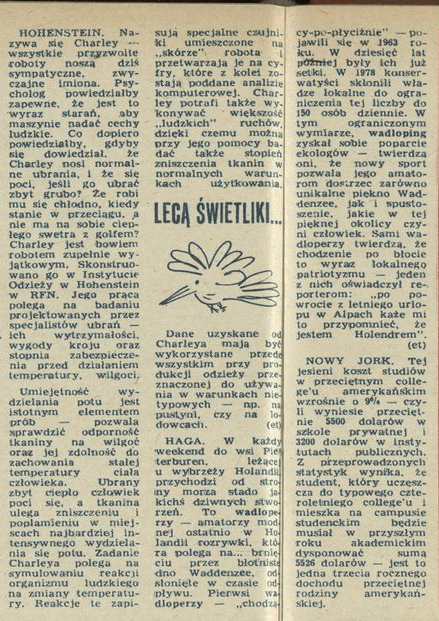 HOHENSTEIN. Na-
zywa się Charley —
wszystkie przyzwoite
roboty noszą dziś
sympatyczne, zwy-
czajne imiona. Psy-
cholog powiedziałby
zapewne, że jest to
wyraz starań, aby
maszynie nadać cechy
ludzkie. Co dopiero
powiedziałby, gdyby
się dowiedział, że
Charley nosi normal-
ne ubrania, i że się
poci, jeśli go ubrać
zbyt grubo? Że robi
mu się chłodno, kiedy
stanie w przeciągu, a
nie ma na sobie ciep-
łego swetra z golfem?
Charley jest bowiem
robotem zupełnie wy-
jątkowym. Skonstruo-
wano go w Instytucie
Odzieży w Hohenstein
w RFN. Jego praca
polega na badaniu
projektowanych przez
specjalistów ubrań —
ich wytrzymałości,
wygody kroju oraz
stopnia zabezpiecze-
nia przed działaniem
temperatury, wilgoci.
Umiejętność wy-
dzielania potu jest
istotnym elementem
prób — pozwala
sprawdzić odporność
tkaniny na wilgoć
oraz jej zdolność do
zachowania stałej
temperatury ciała
człowieka. Ubrany
zbyt ciepło człowiek
poci się, a tkanina
ulega zniszczeniu i
poplamieniu w miej-
scach najbardziej in-
tensywnego wydziela-
nia się potu. Zadanie
Charleya polega na
symulowaniu reakcji
organizmu ludzkiego
na zmiany temperatu-
ry. Reakcje te zapi-
sują specjalne czujni-
ki umieszczone na
„skórze" robota i
przetwarzają je na cy-
fry, które z kolei zo-
stają poddane analizie
komputerowej. Char-
ley potrafi także wy-
konywać większość
„ludzkich" ruchów,
dzięki czemu można
przy jego pomocy ba-
dać także stopień
zniszczenia tkanin w
normalnych warun-
kach użytkowania.
LECĄ ŚWIETLIKI...
Dane uzyskane od
Charleya mają być
wykorzystane przede
wszystkim przy pro-
dukcji odzieży prze-
znaczonej do używa-
nia w warunkach nie-
typowych — np. na
pustyni, czy na lo-
dowcach. (et)
HAGA. W każdy
weekend do wsi Pie-
terburen, leżącej
u wybrzeży Holandii,
przychodzi od stro-
ny morza stado ja-
kichś dziwnych stwo-
rzeń. To wadlope-
rzy — amatorzy mod-
nej ostatnio w Ho-
landii rozrywki, któ-
ra polega na... brnię-
ciu przez błotniste
dno Waddenzee, od-
słonięte w czasie od-
pływu. Pierwsi wa-
dloperzy — „chodzą-
cy-po-płyciźnie" — po-
jawili się w 1963 ro-
ku. W dziesięć lat
później były ich już
setki. W 1978 konser-
watyści skłonili wła-
dze lokalne do ogra-
niczenia tej liczby do
150 osób dziennie. W
tym ograniczonym
wymiarze, wadloping
zyskał sobie poparcie
ekologów — twierdzą
oni, że nowy sport
pozwala jego amato-
rom dostrzec zarówno
unikalne piękno Wad-
denzee, jak i spusto-
szenie, jakie w tej
pięknej okolicy czy-
ni człowiek. Sami wa-
dloperzy twierdzą, że
chodzenie po błocie
to wyraz lokalnego
patriotyzmu — jeden
z nich oświadczył re-
porterom: „po po-
wrocie z letniego urlo-
pu w Alpach każe mi
to przypomnieć, że
jestem Holendrem".
(et)
NOWY JORK. Tej
jesieni koszt studiów
w przeciętnym colle-
ge'u amerykańskim
wzrośnie o 9% — czy-
li wyniesie przecięt-
nie 5500 dolarów w
szkole prywatnej i
3200 dolarów w insty-
tutach publicznych.
Z przeprowadzonych
statystyk wynika, że
student, który uczęsz-
cza do typowego czte-
roletniego college'u i
mieszka na campusie
studenckim będzie
musiał w przyszłym
roku akademickim
dysponować sumą
5526 dolarów — jest to
jedna trzecia rocznego
dochodu przeciętnej
rodziny amerykań-
skiej.